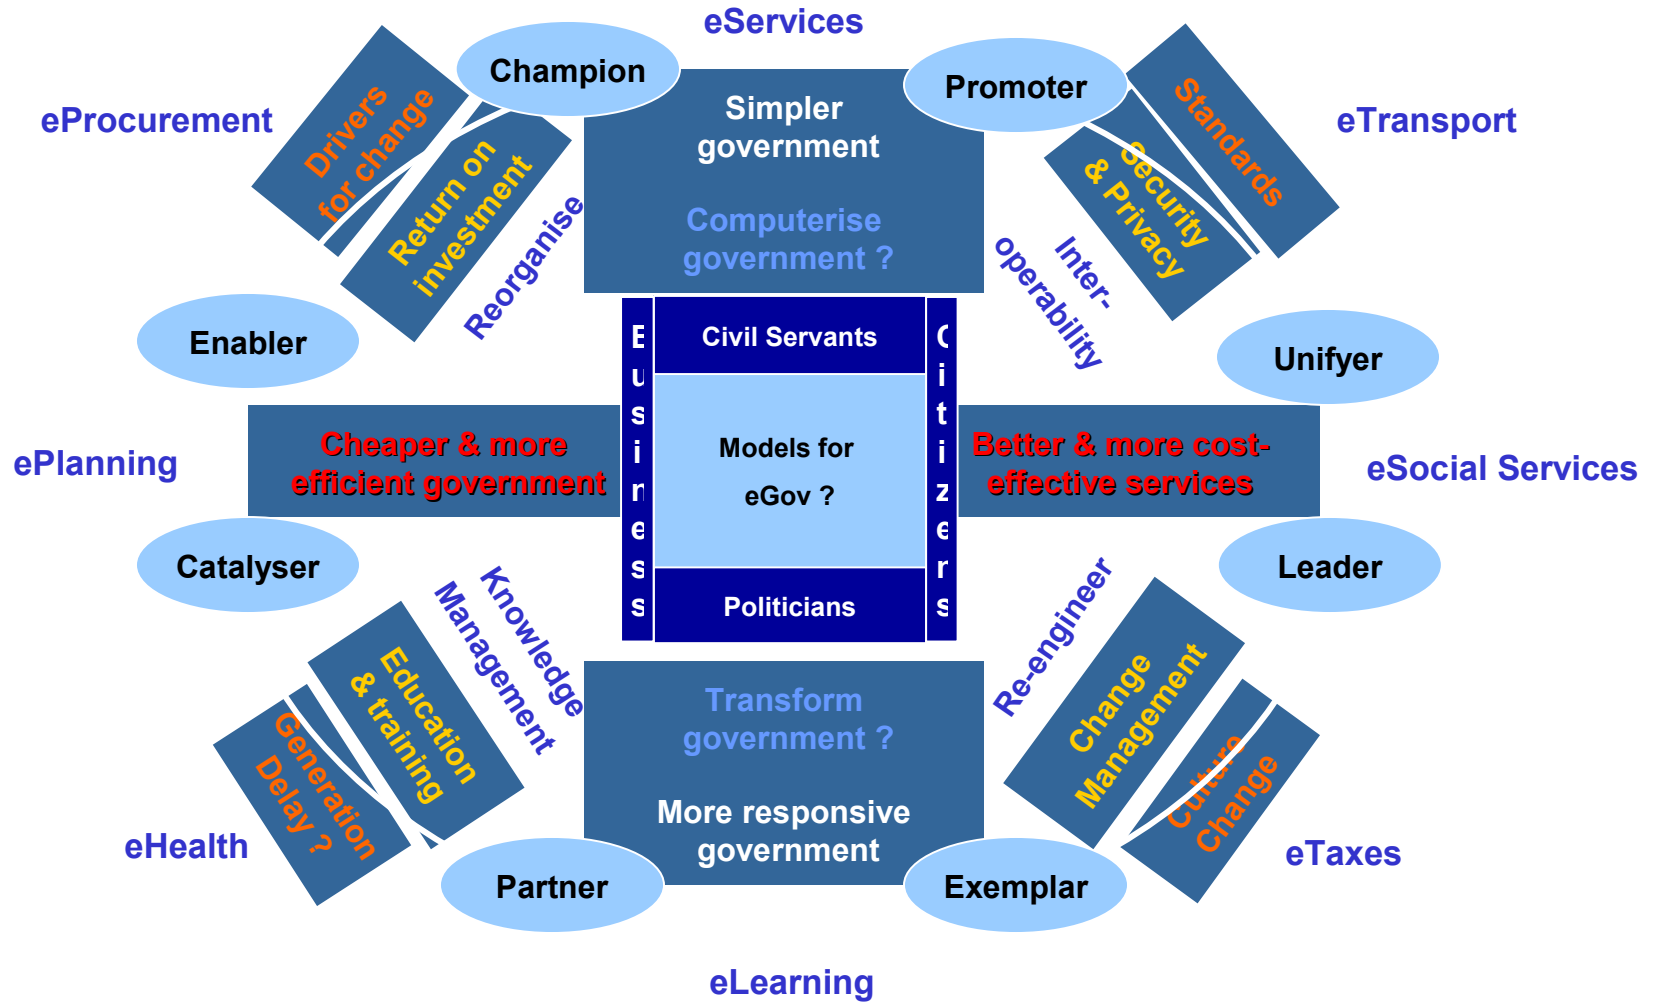 eServices
Champion
Promoter
eProcurement
Drivers
for change
Return on
investment
Reorganise
Simpler
government
Computerise
government ?
Security
& Privacy
Standards
eTransport
Inter-
operability
Enabler
Unifyer
Business
Civil Servants
Citizens
Models for
eGov ?
Politicians
ePlanning
Cheaper & more
efficient government
Better & more cost-
effective services
eSocial Services
Catalyser
Leader
Knowledge
Management
Education
& training
Generation
Delay ?
Re-engineer
Change
Management
Culture
Change
Transform
government ?
More responsive
government
eHealth
eTaxes
Partner
Exemplar
eLearning